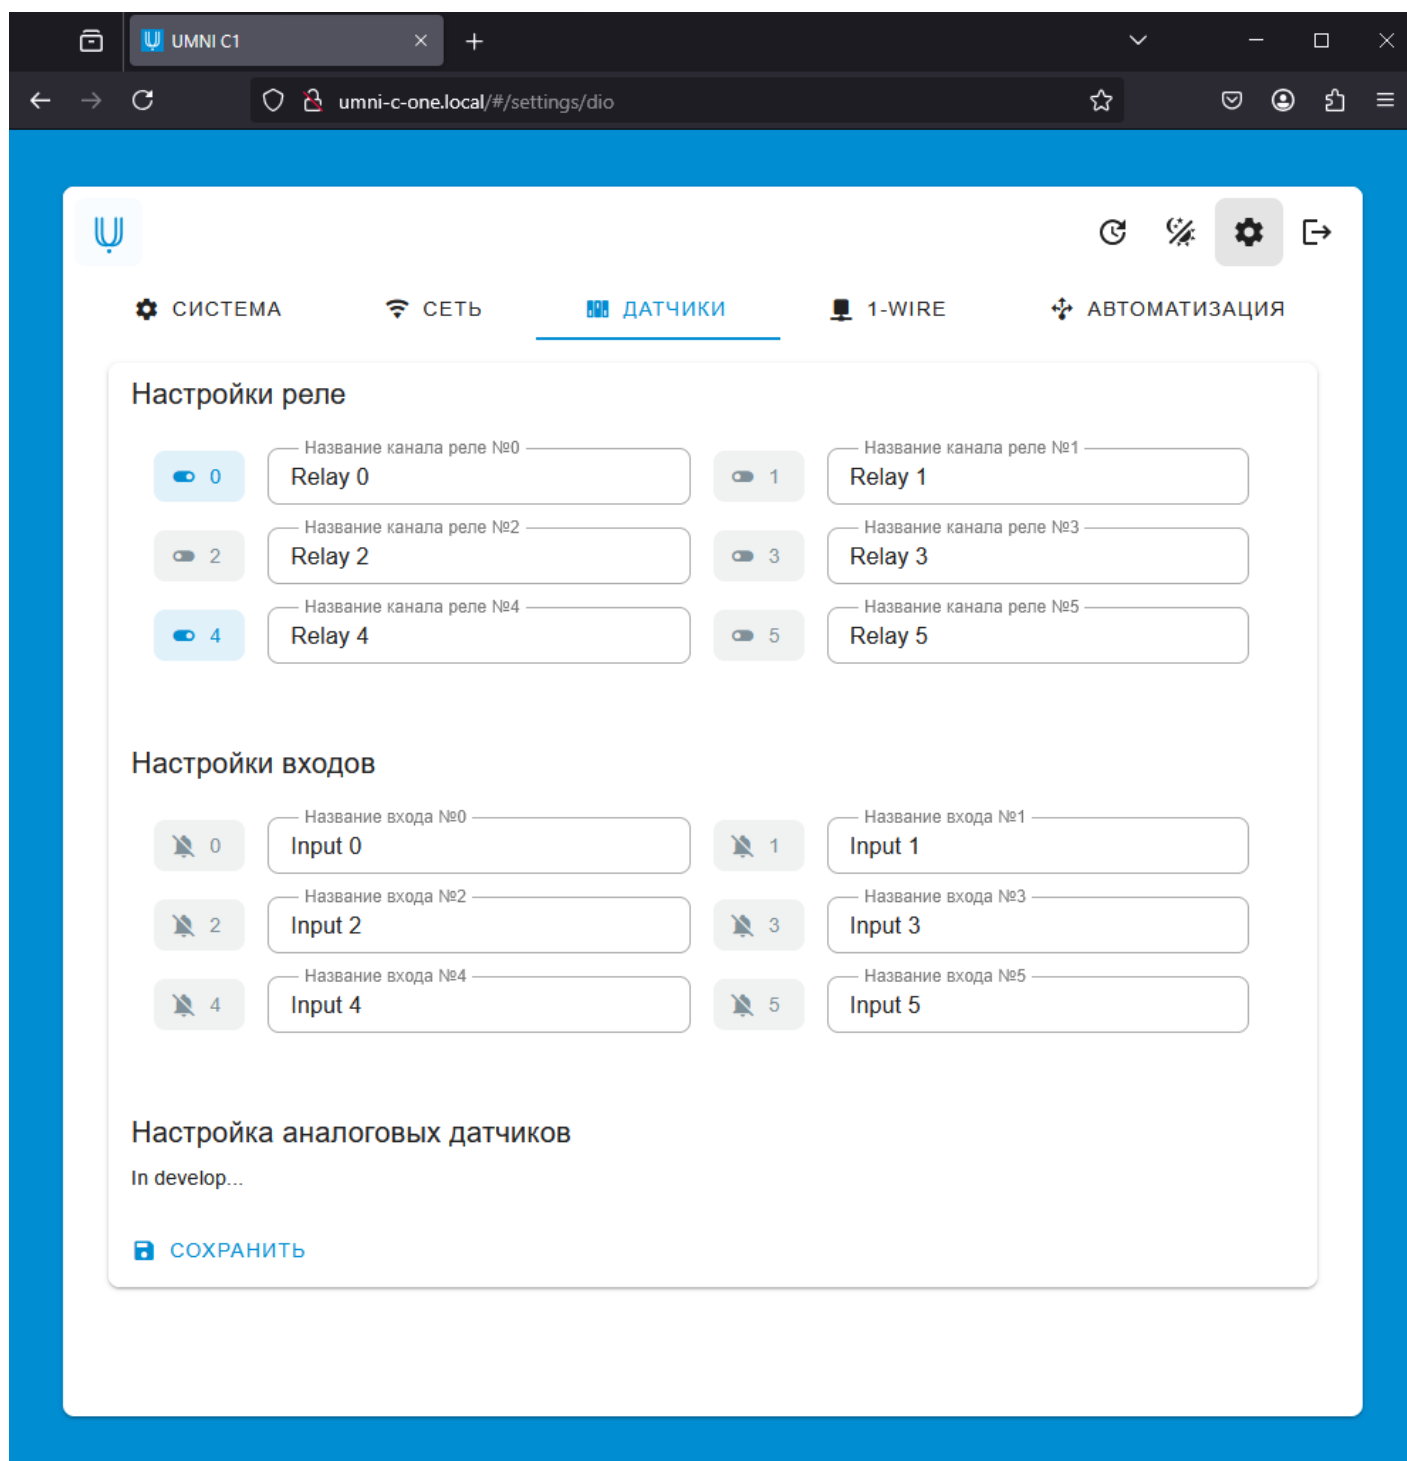 UMNI C1
umni-c-one.local/#/settings/dio
СИСТЕМА СЕТЬ ДАТЧИКИ 1-WIRE АВТОМАТИЗАЦИЯ
Настройки реле
Название канала реле №0 Название канала реле №1
0 Relay 0 1 Relay 1
Название канала реле №2 Название канала реле №3
2 Relay 2 3 Relay 3
Название канала реле №4 Название канала реле №5
4 Relay 4 5 Relay 5
Настройки входов
Название входа №0 Название входа №1
0 Input 0 1 Input 1
Название входа №2 Название входа №3
2 Input 2 3 Input 3
Название входа №4 Название входа №5
4 Input 4 5 Input 5
Настройка аналоговых датчиков
In develop...
СОХРАНИТЬ